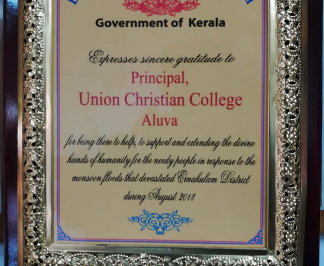 Government of Kerala
Expresses sincere gratitude to
Principal,
Union Christian College
Aluva
for being there to help, to support and extending the divine
hands of humanity for the needy people in response to the
monsoon floods that devastated Ernakulam District
during August 2018